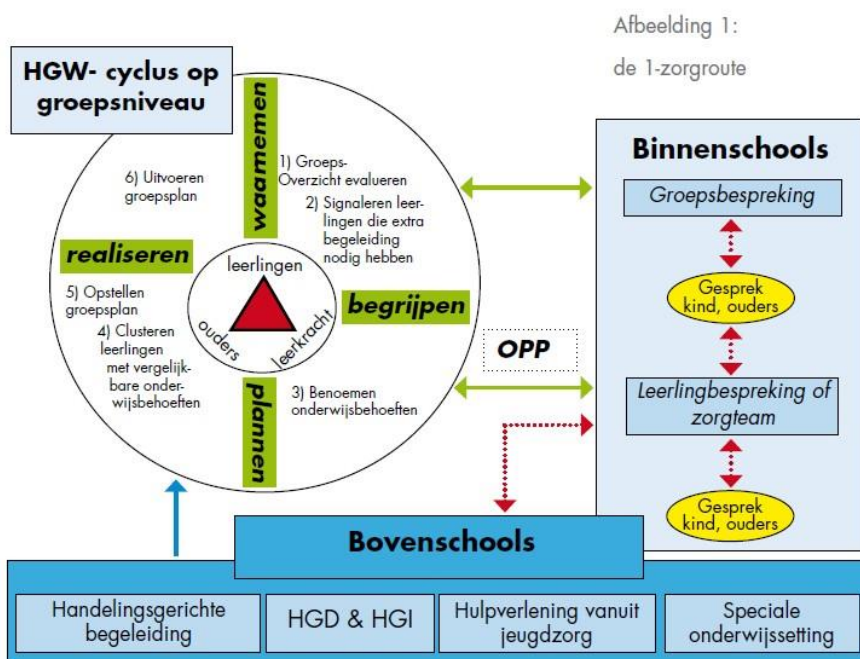 Afbeelding 1:
de 1-zorgroute
HGW- cyclus op
groepsniveau
waarnemen
1) Groeps-
Overzicht evalueren
2) Signaleren leer-
lingen die extra
begeleiding
nodig hebben
begrijpen
3) Benoemen
onderwijsbehoeften
plannen
4) Clusteren
leerlingen
met vergelijk-
bare onder-
wijsbehoeften
5) Opstellen
groepsplan
realiseren
6) Uitvoeren
groepsplan
leerlingen
ouders
leerkracht
OPP
Binnenschools
Groepsbespreking
Gesprek
kind, ouders
Leerlingbespreking of
zorgteam
Gesprek
kind, ouders
Bovenschools
Handelingsgerichte
begeleiding
HGD & HGI
Hulpverlening vanuit
jeugdzorg
Speciale
onderwijssetting